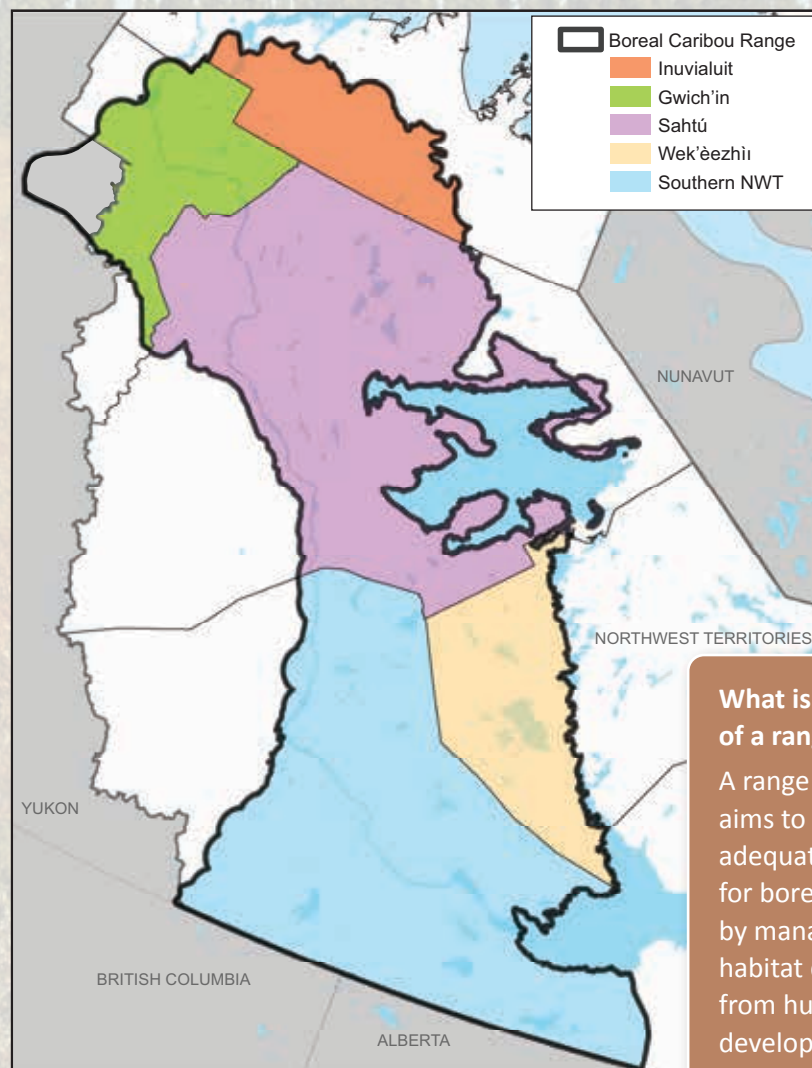 Boreal Caribou Range
Inuvialuit
Gwich'in
Sahtú
Wek'èezhìı
Southern NWT
NUNAVUT
NORTHWEST TERRITORIES
YUKON
BRITISH COLUMBIA
ALBERTA
What is
of a ran
A range
aims to
adequat
for bore
by mana
habitat
from hu
develop